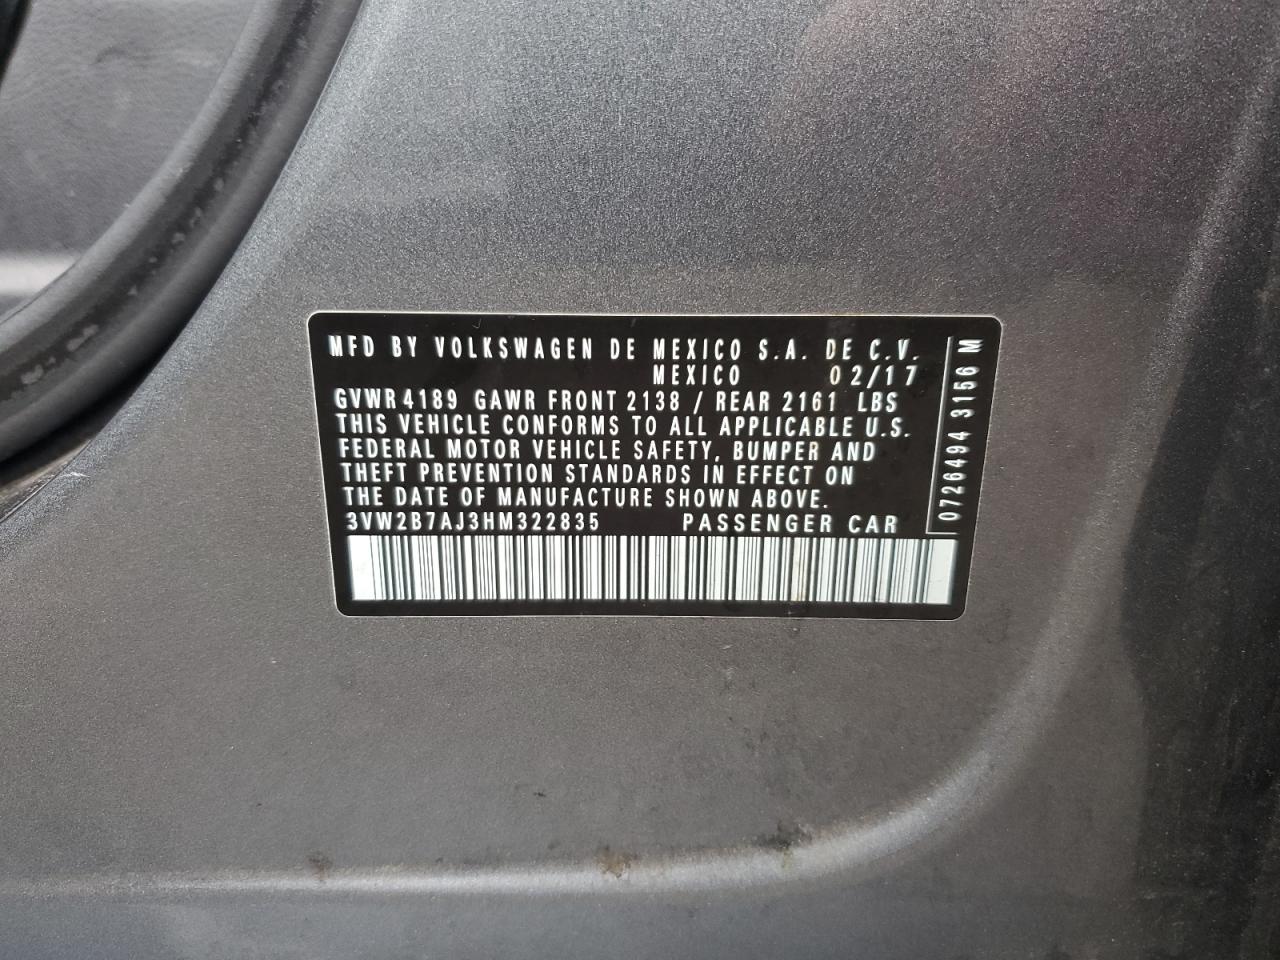 MFD BY VOLKSWAGEN DE MEXICO S.A. DE C.V.
MEXICO 02/17
GVWR 4189 GAWR FRONT 2138 / REAR 2161 LBS
THIS VEHICLE CONFORMS TO ALL APPLICABLE U.S.
FEDERAL MOTOR VEHICLE SAFETY, BUMPER AND
THEFT PREVENTION STANDARDS IN EFFECT ON
THE DATE OF MANUFACTURE SHOWN ABOVE.
3VW2B7AJ3HM322835 PASSENGER CAR
0726494 3156 M